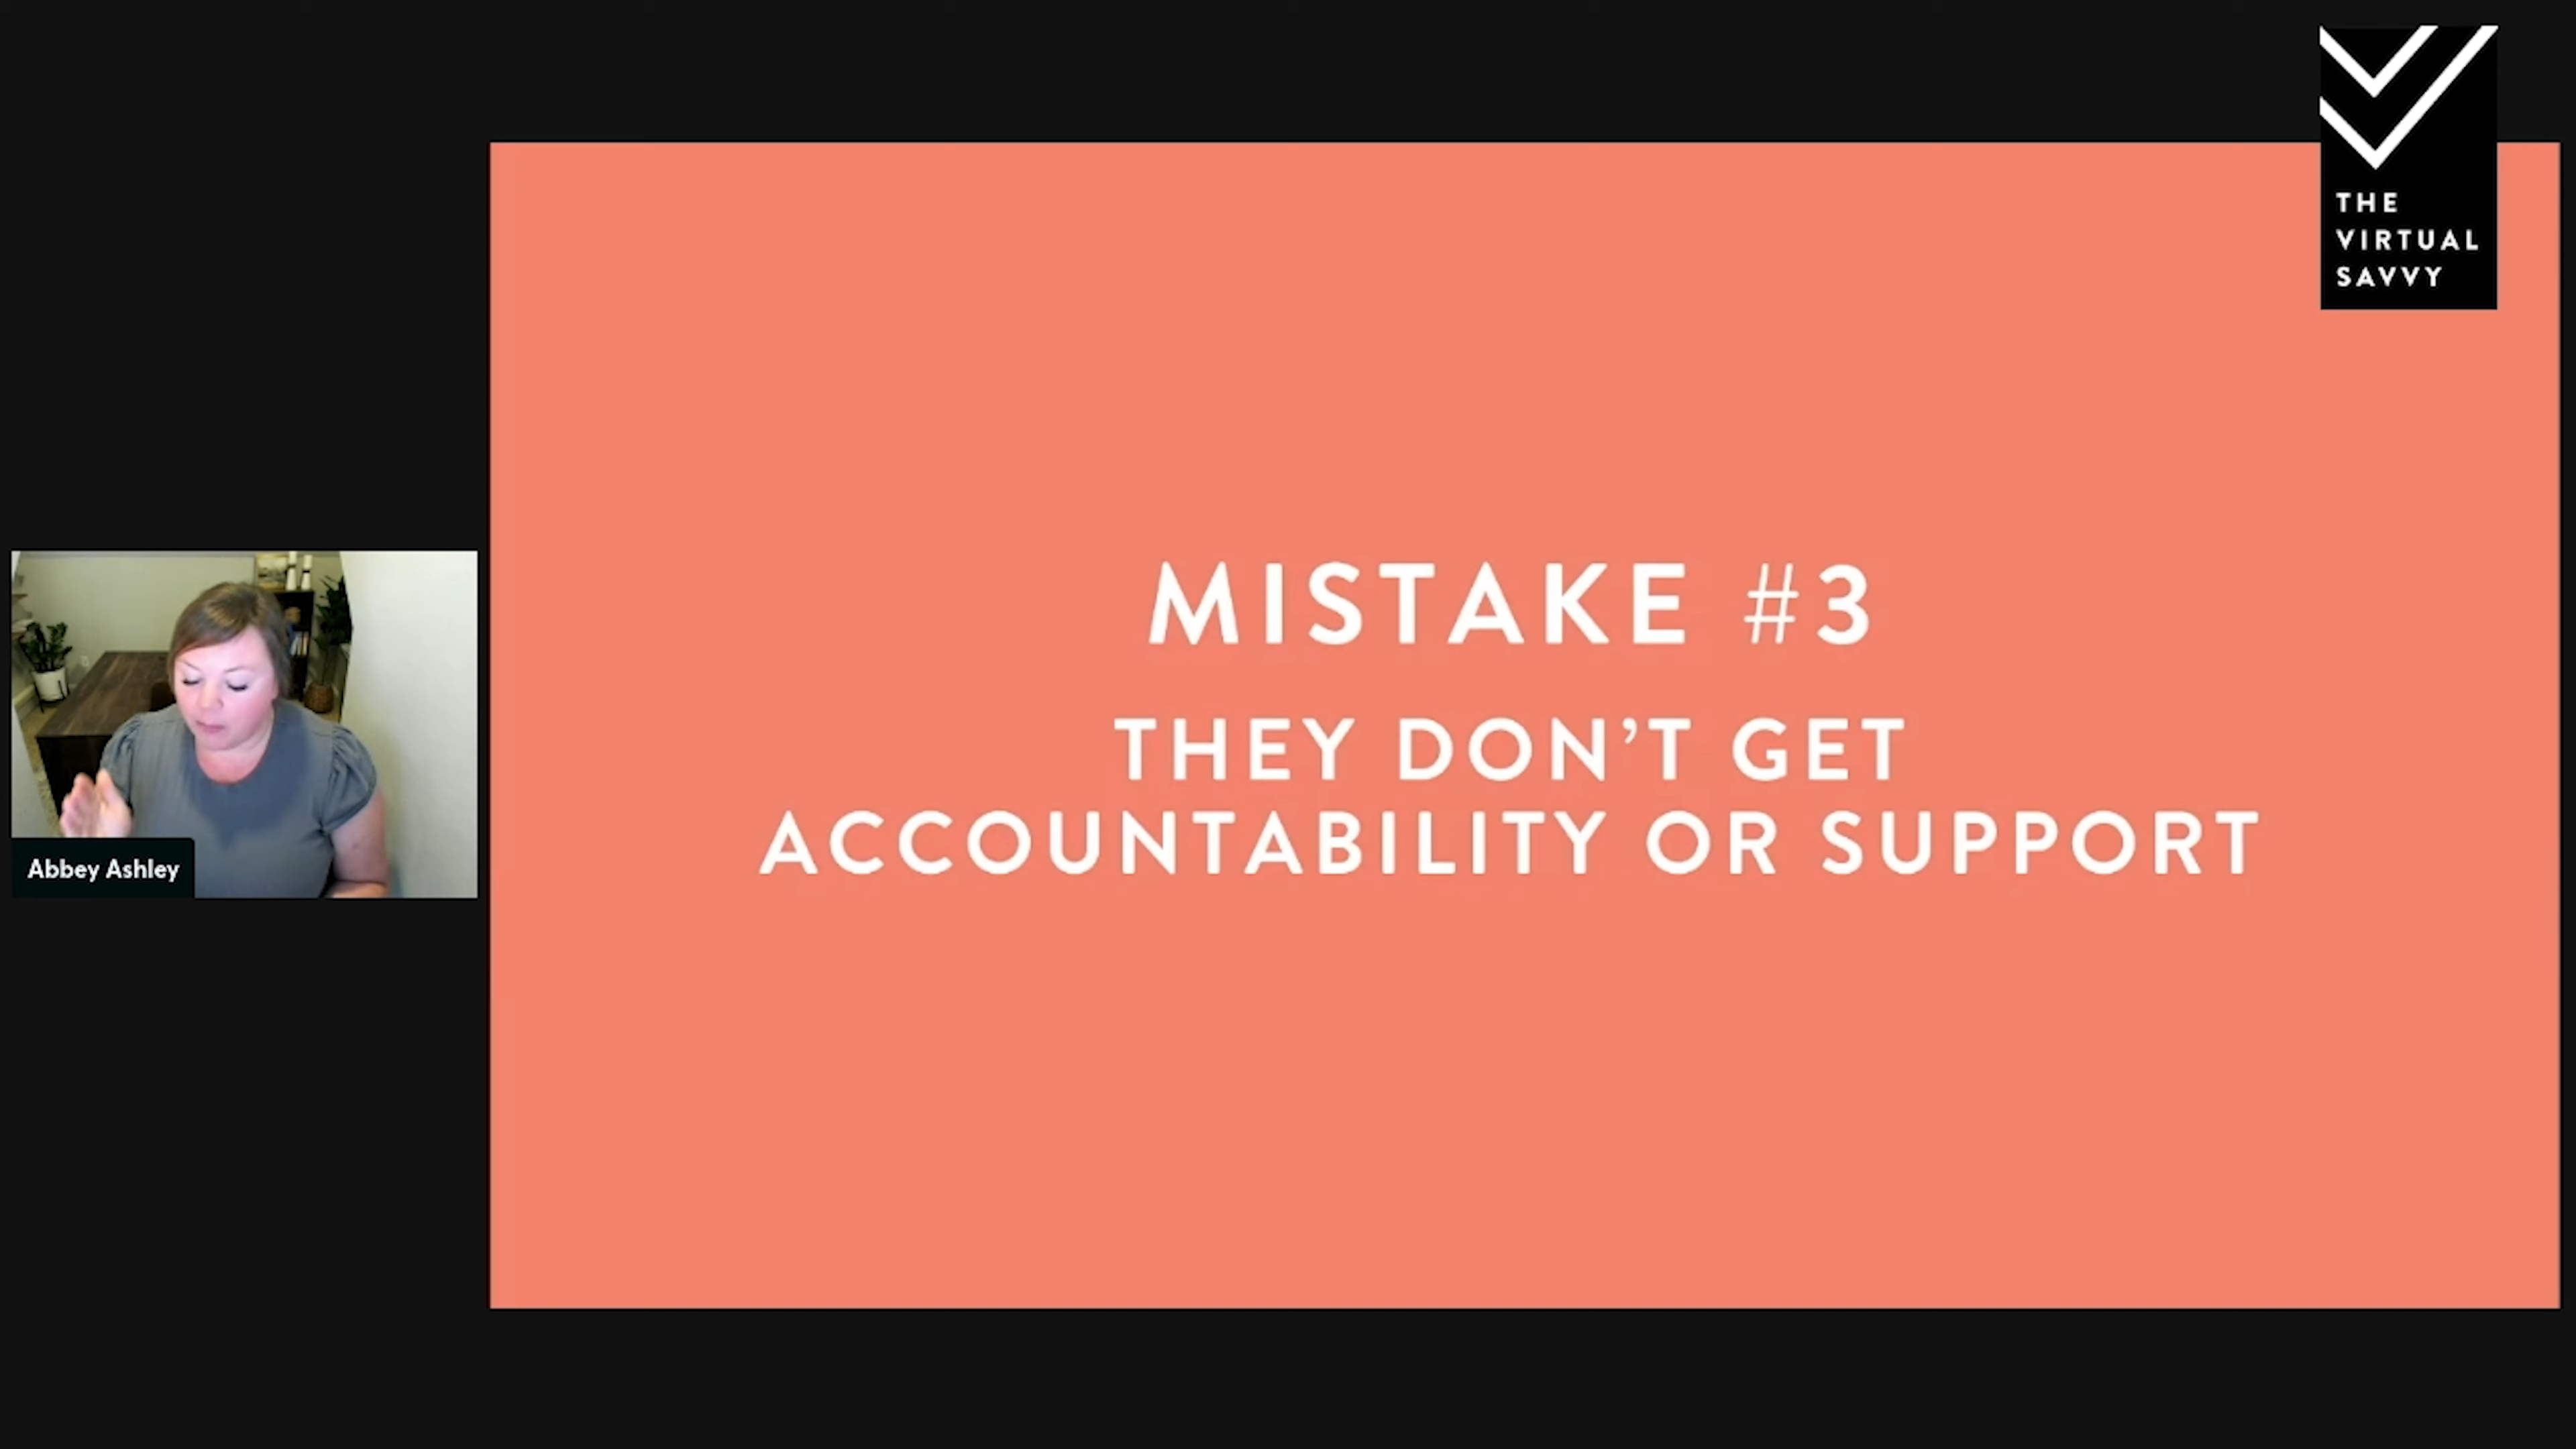 THE
VIRTUAL
SAVVY
MISTAKE #3
THEY DON'T GET
ACCOUNTABILITY OR SUPPORT
Abbey Ashley